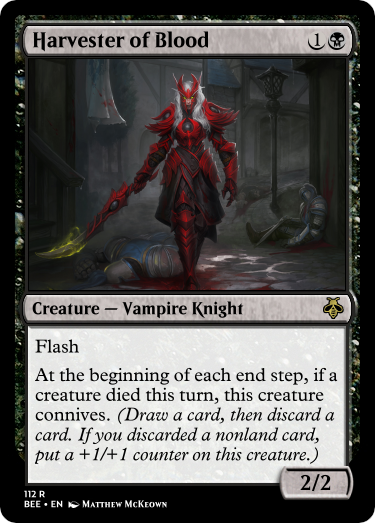 Harvester of Blood 1
Creature — Vampire Knight
Flash
At the beginning of each end step, if a
creature died this turn, this creature
connives. (Draw a card, then discard a
card. If you discarded a nonland card,
put a +1/+1 counter on this creature.)
2/2
112 R
BEE • EN Matthew McKeown